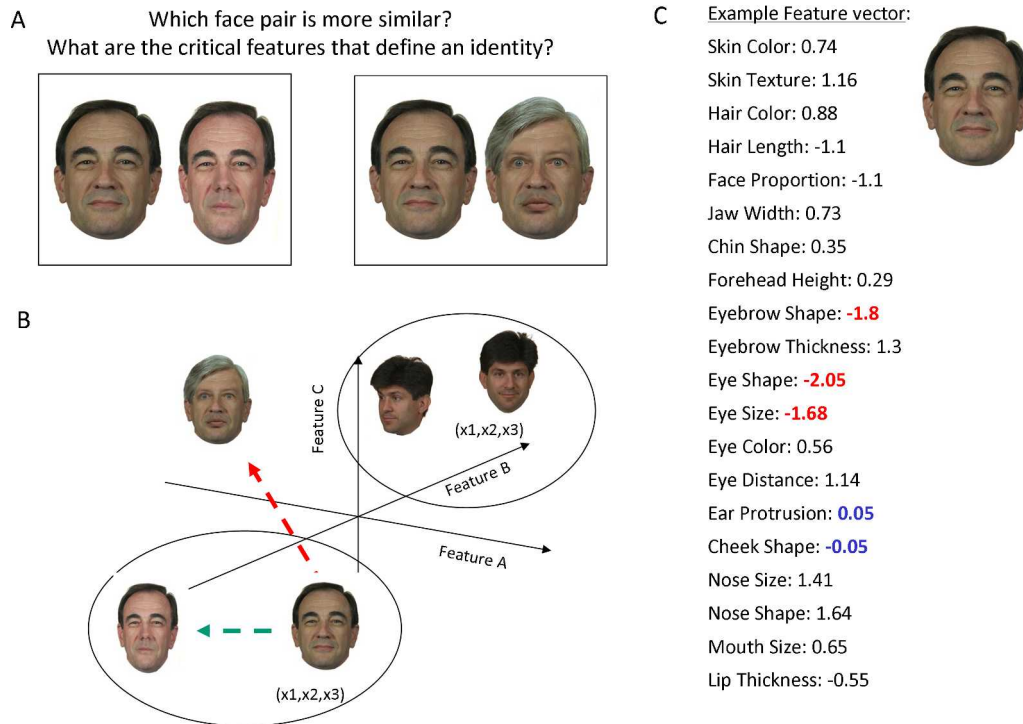 A
Which face pair is more similar?
What are the critical features that define an identity?
B
Feature C
(x1,x2,x3)
Feature B
Feature A
(x1,x2,x3)
C
Example Feature vector:
Skin Color: 0.74
Skin Texture: 1.16
Hair Color: 0.88
Hair Length: -1.1
Face Proportion: -1.1
Jaw Width: 0.73
Chin Shape: 0.35
Forehead Height: 0.29
Eyebrow Shape: -1.8
Eyebrow Thickness: 1.3
Eye Shape: -2.05
Eye Size: -1.68
Eye Color: 0.56
Eye Distance: 1.14
Ear Protrusion: 0.05
Cheek Shape: -0.05
Nose Size: 1.41
Nose Shape: 1.64
Mouth Size: 0.65
Lip Thickness: -0.55